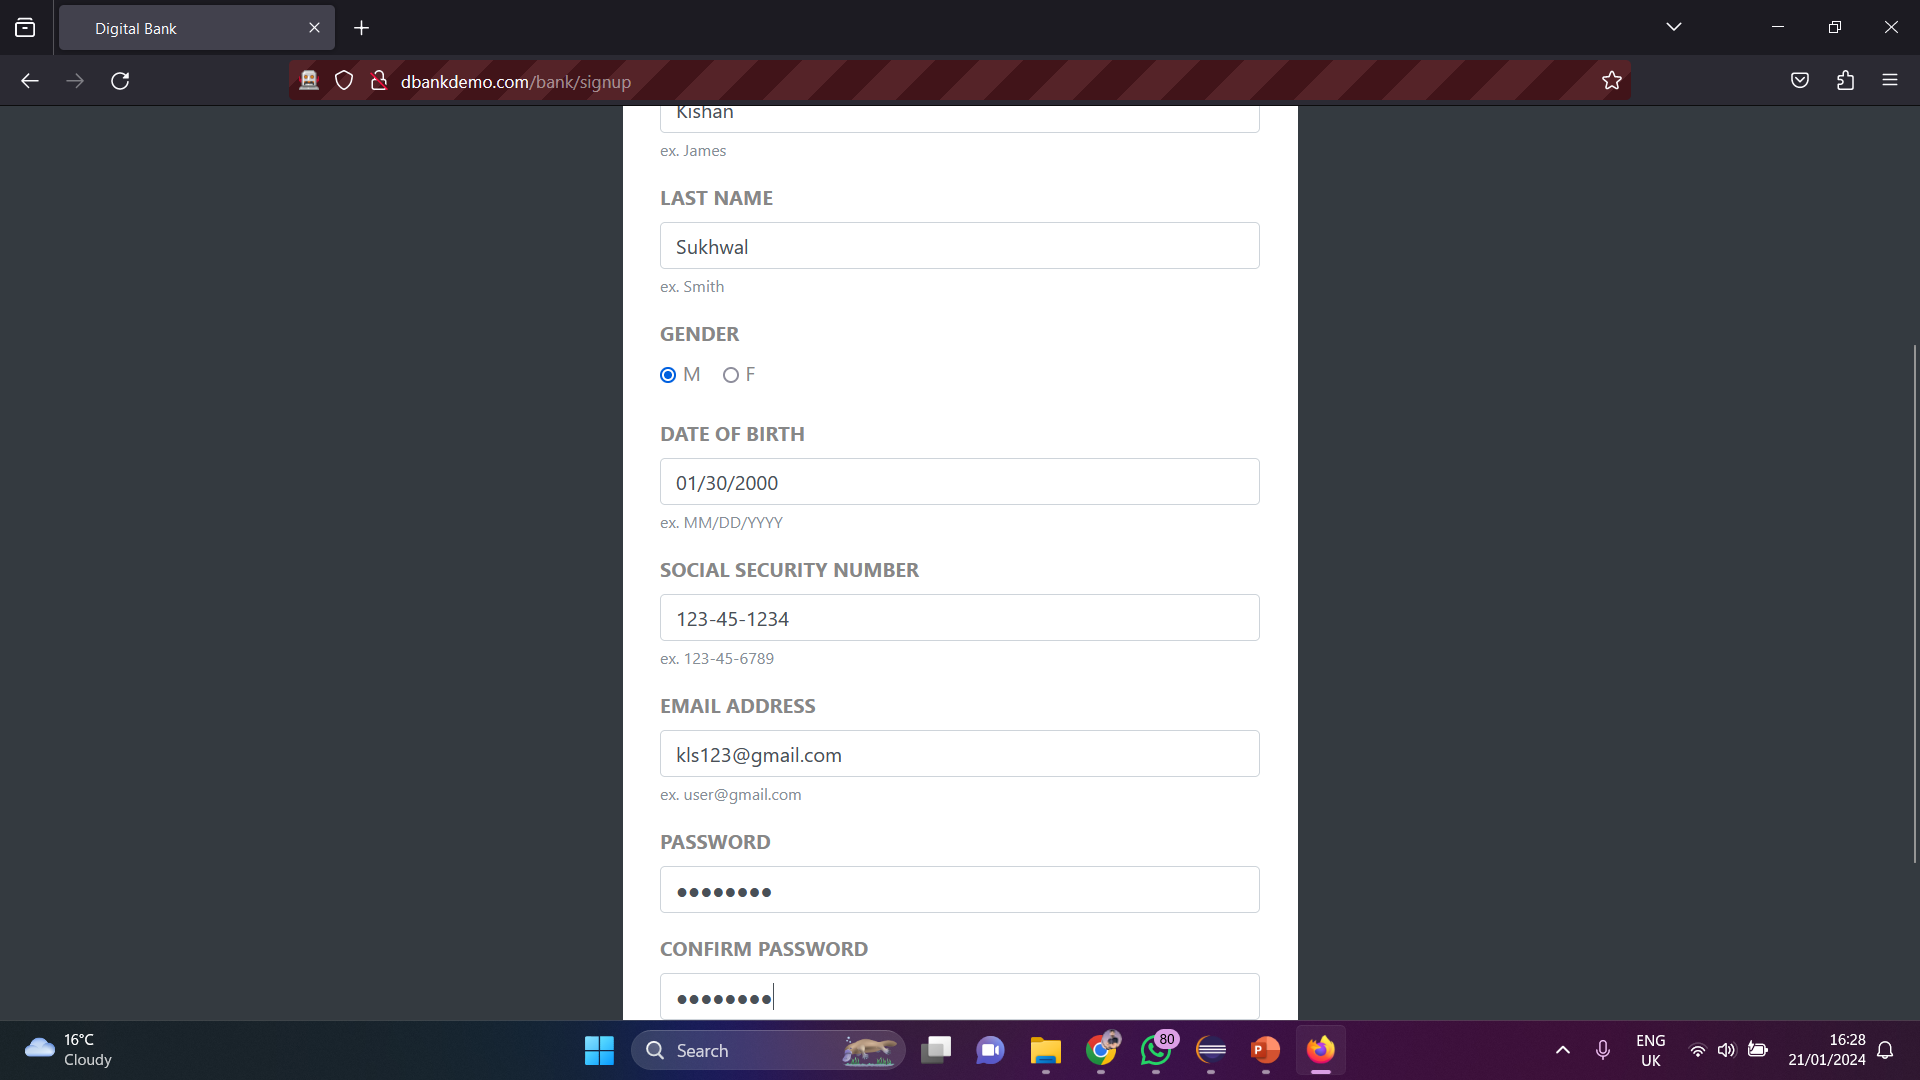 Digital Bank
dbankdemo.com/bank/signup
Kishan
ex. James
LAST NAME
Sukhwal
ex. Smith
GENDER
M F
DATE OF BIRTH
01/30/2000
ex. MM/DD/YYYY
SOCIAL SECURITY NUMBER
123-45-1234
ex. 123-45-6789
EMAIL ADDRESS
kls123@gmail.com
ex. user@gmail.com
PASSWORD
●●●●●●●●
CONFIRM PASSWORD
●●●●●●●●
16°C
Cloudy
Search
80
ENG
UK
16:28
21/01/2024